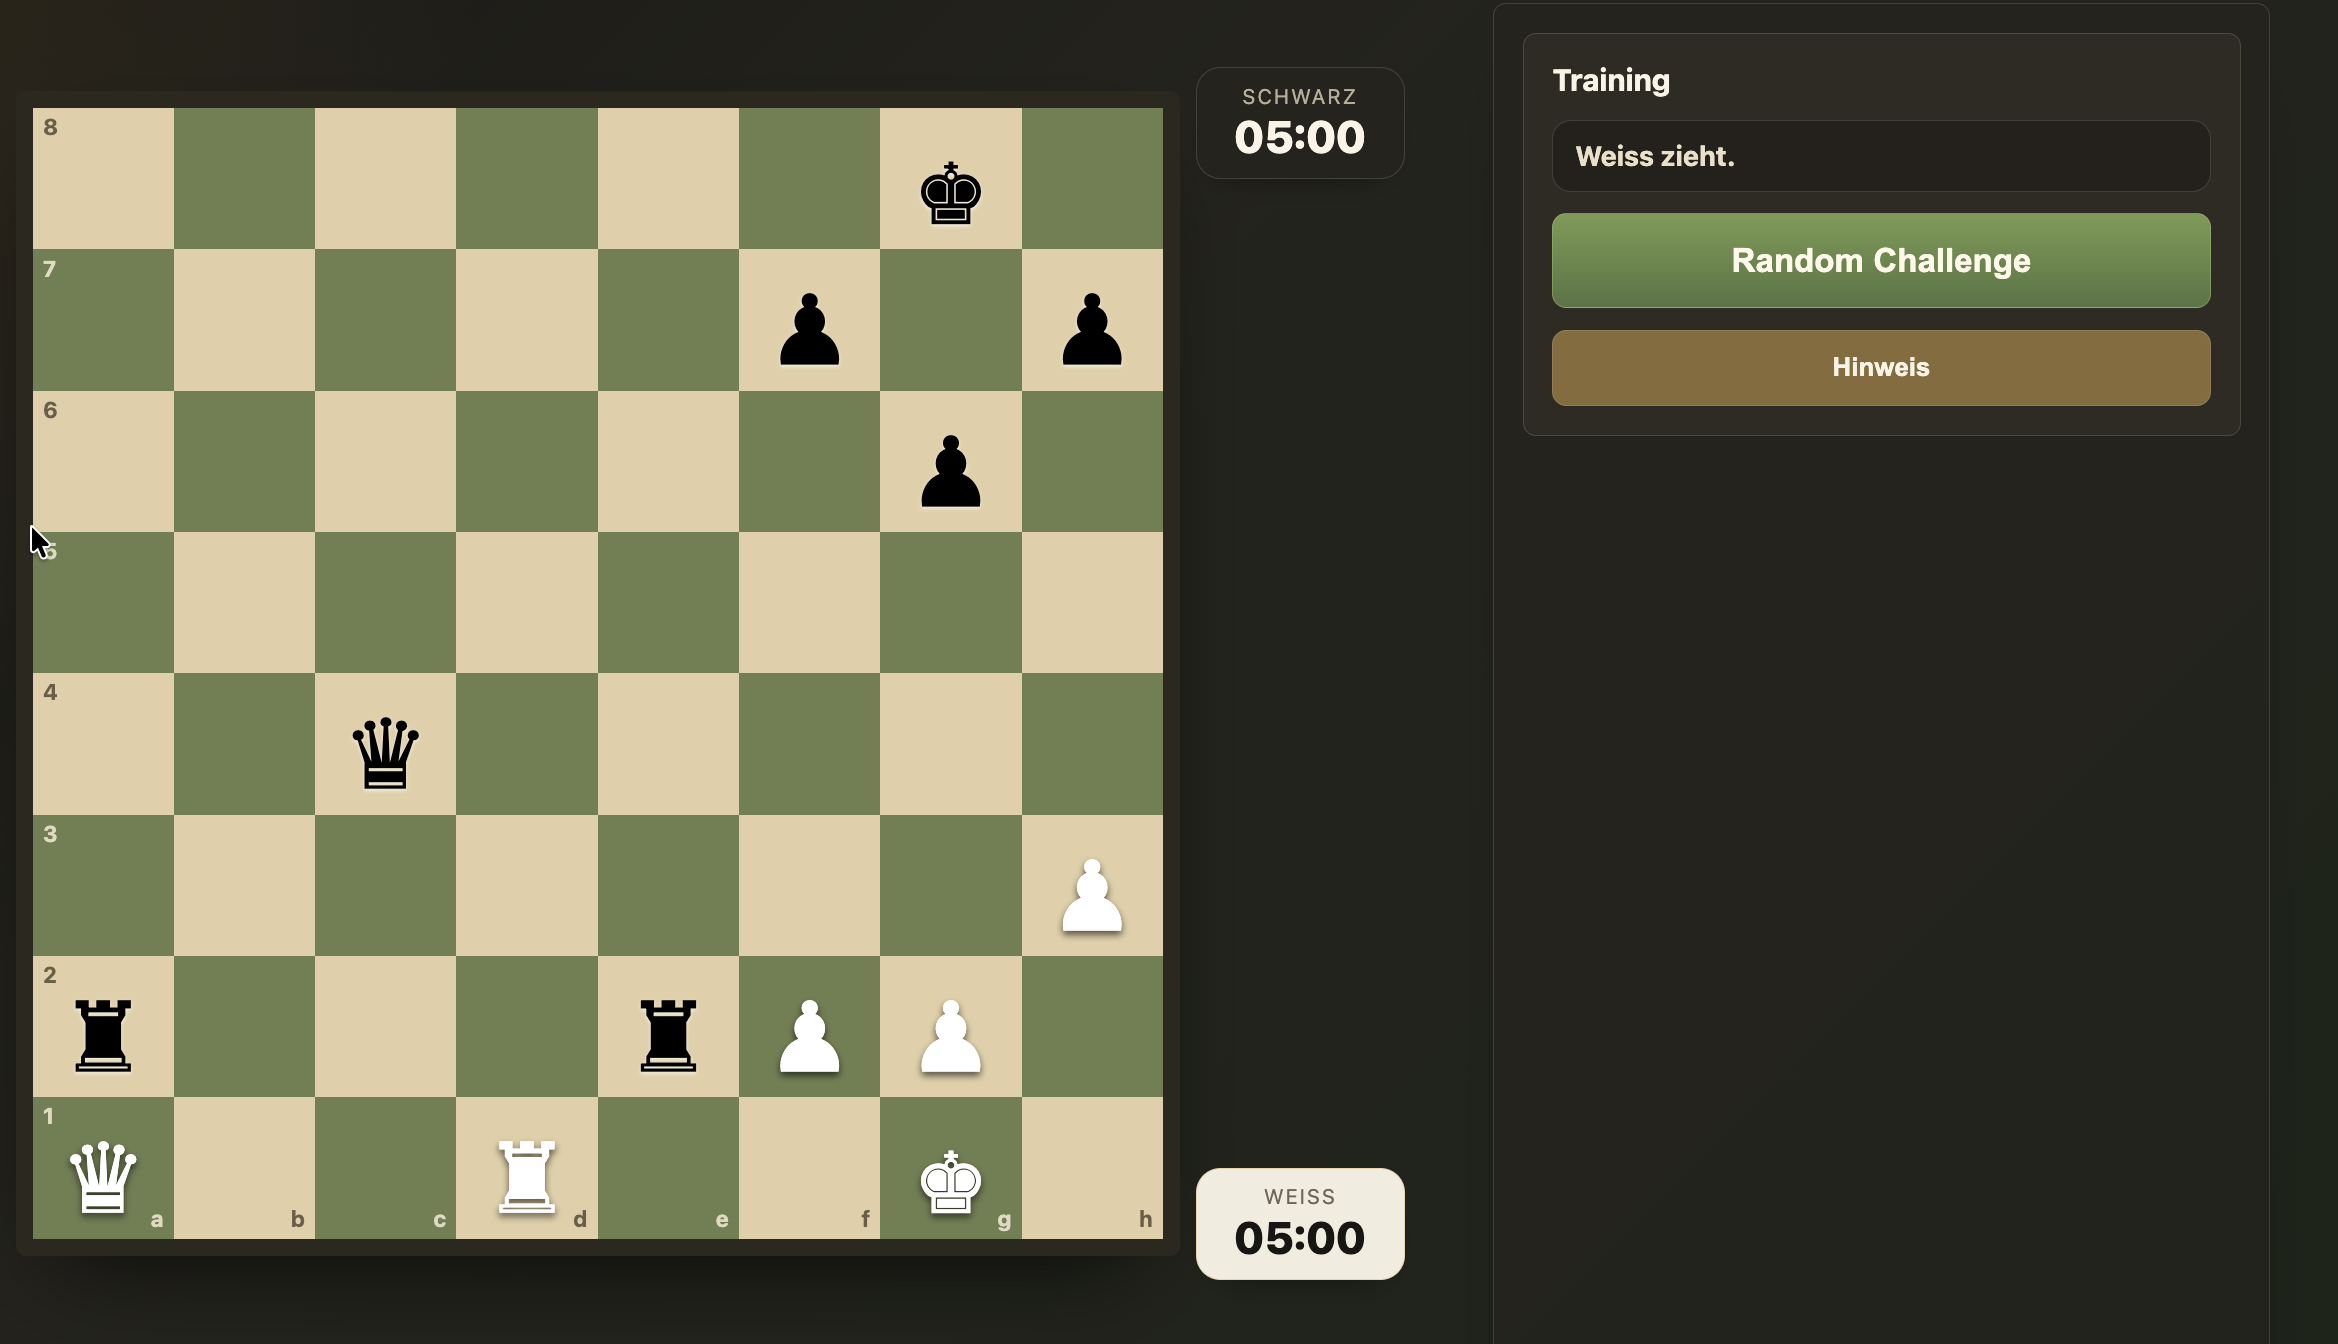 SCHWARZ
05:00
Training
Weiss zieht.
Random Challenge
Hinweis
8
7
6
5
4
3
2
1
a b c d e f g h
WEISS
05:00